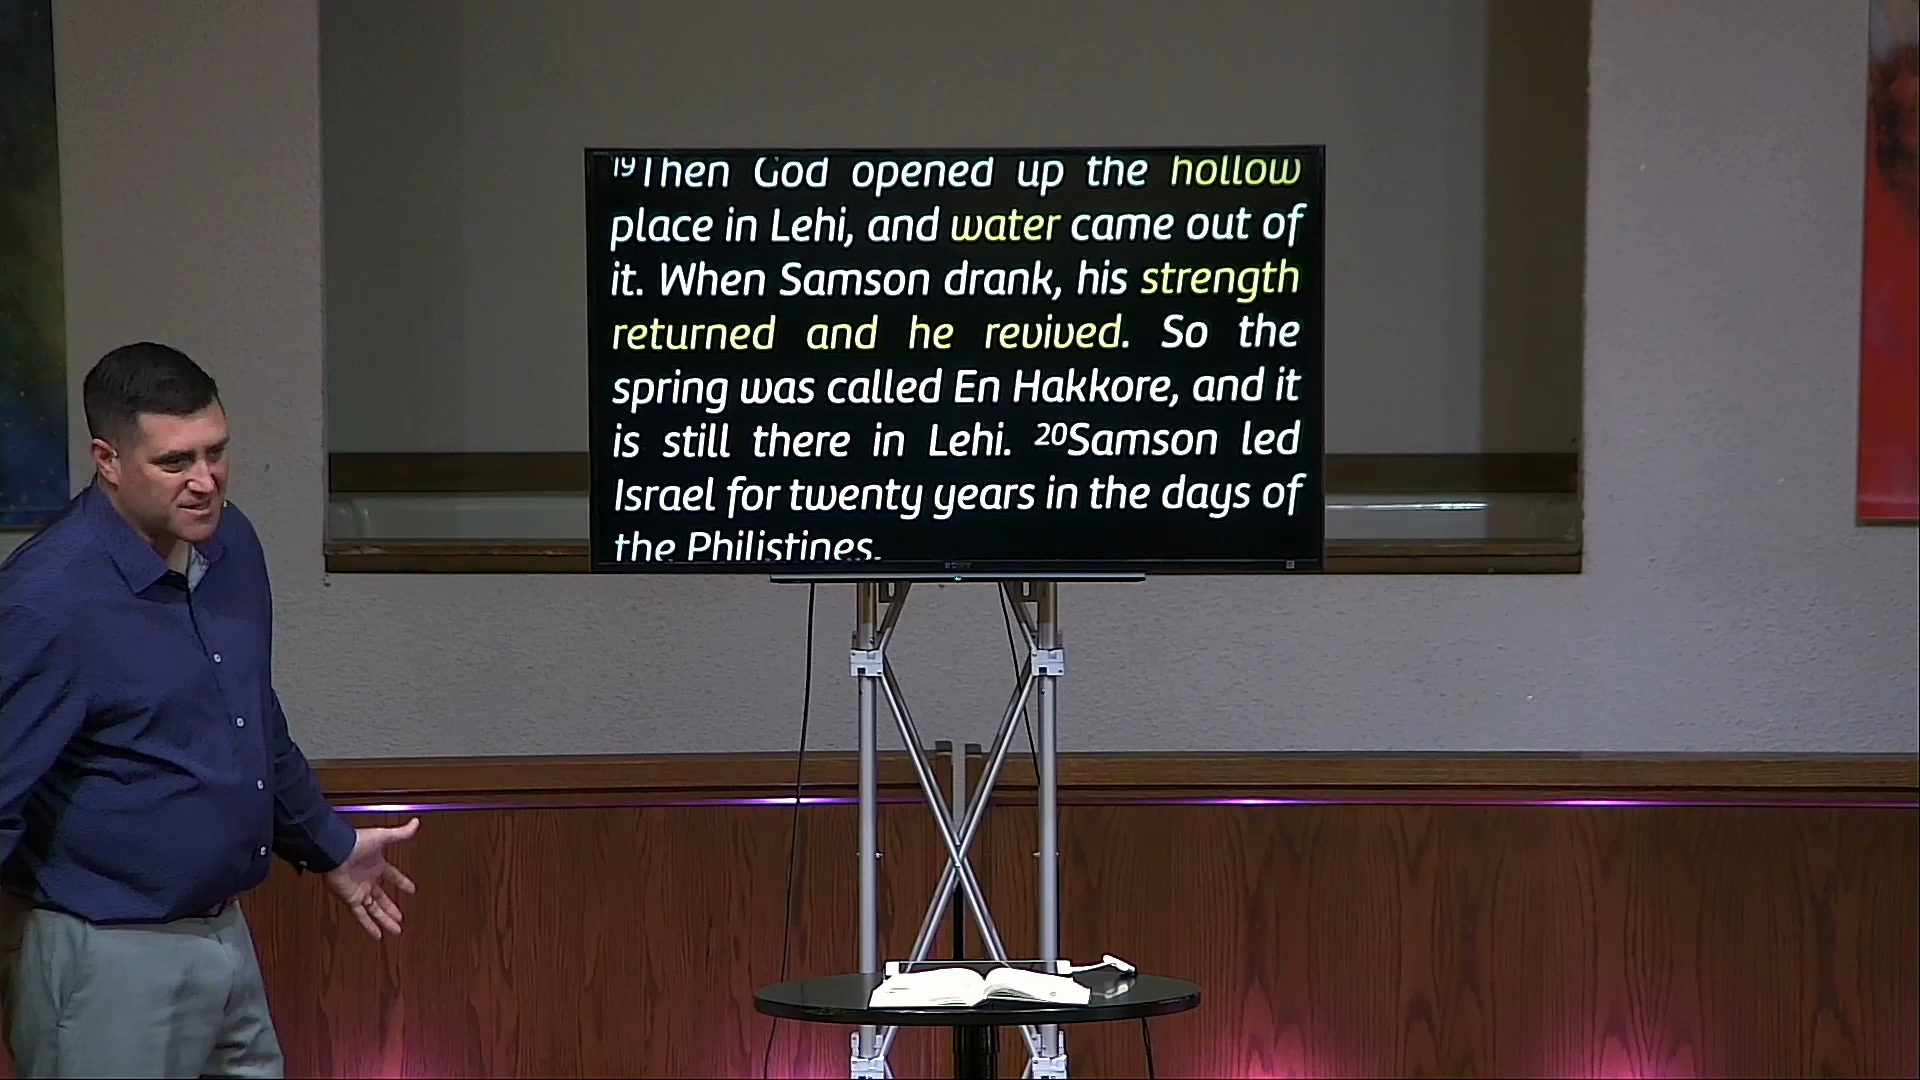 ¹⁹Then God opened up the hollow
place in Lehi, and water came out of
it. When Samson drank, his strength
returned and he revived. So the
spring was called En Hakkore, and it
is still there in Lehi. ²⁰Samson led
Israel for twenty years in the days of
the Philistines.
SONY